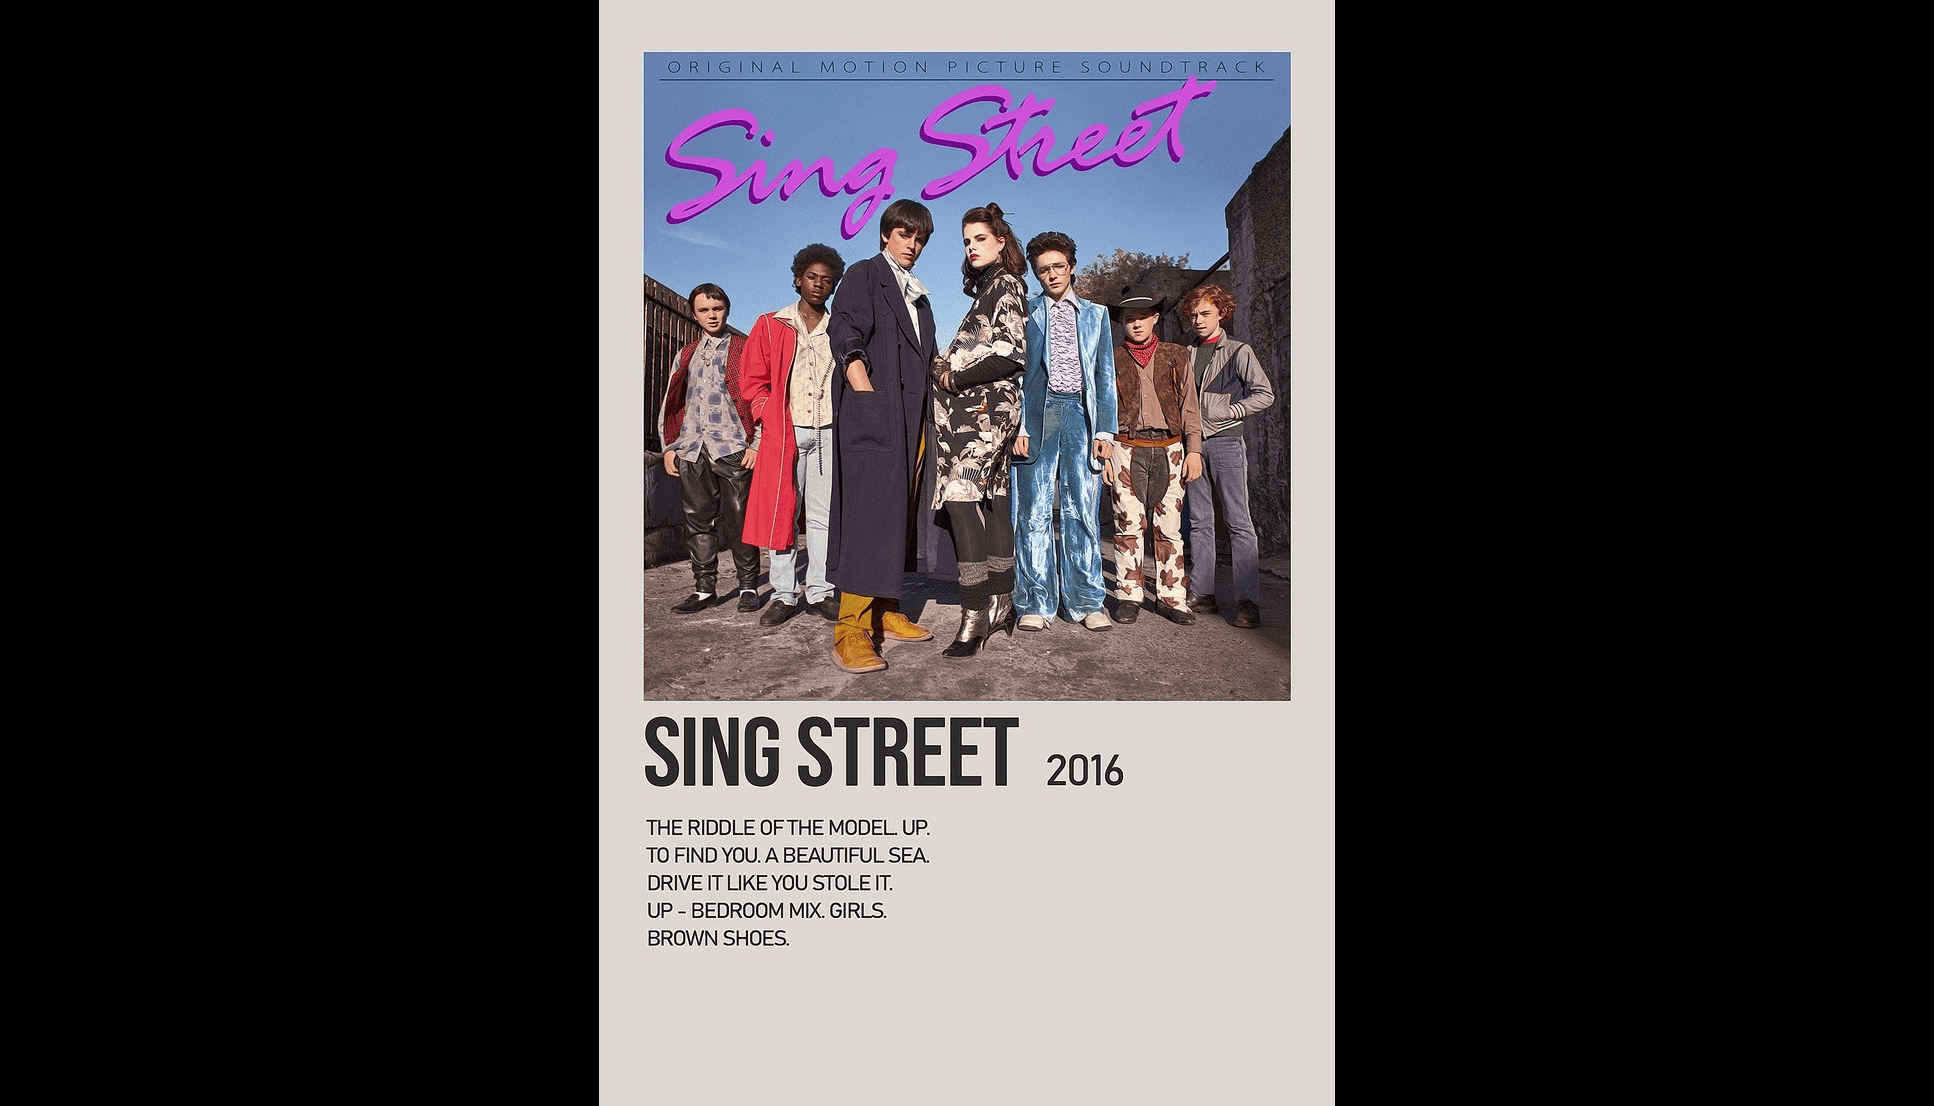 ORIGINAL MOTION PICTURE SOUNDTRACK
Sing Street
SING STREET 2016
THE RIDDLE OF THE MODEL. UP.
TO FIND YOU. A BEAUTIFUL SEA.
DRIVE IT LIKE YOU STOLE IT.
UP - BEDROOM MIX. GIRLS.
BROWN SHOES.